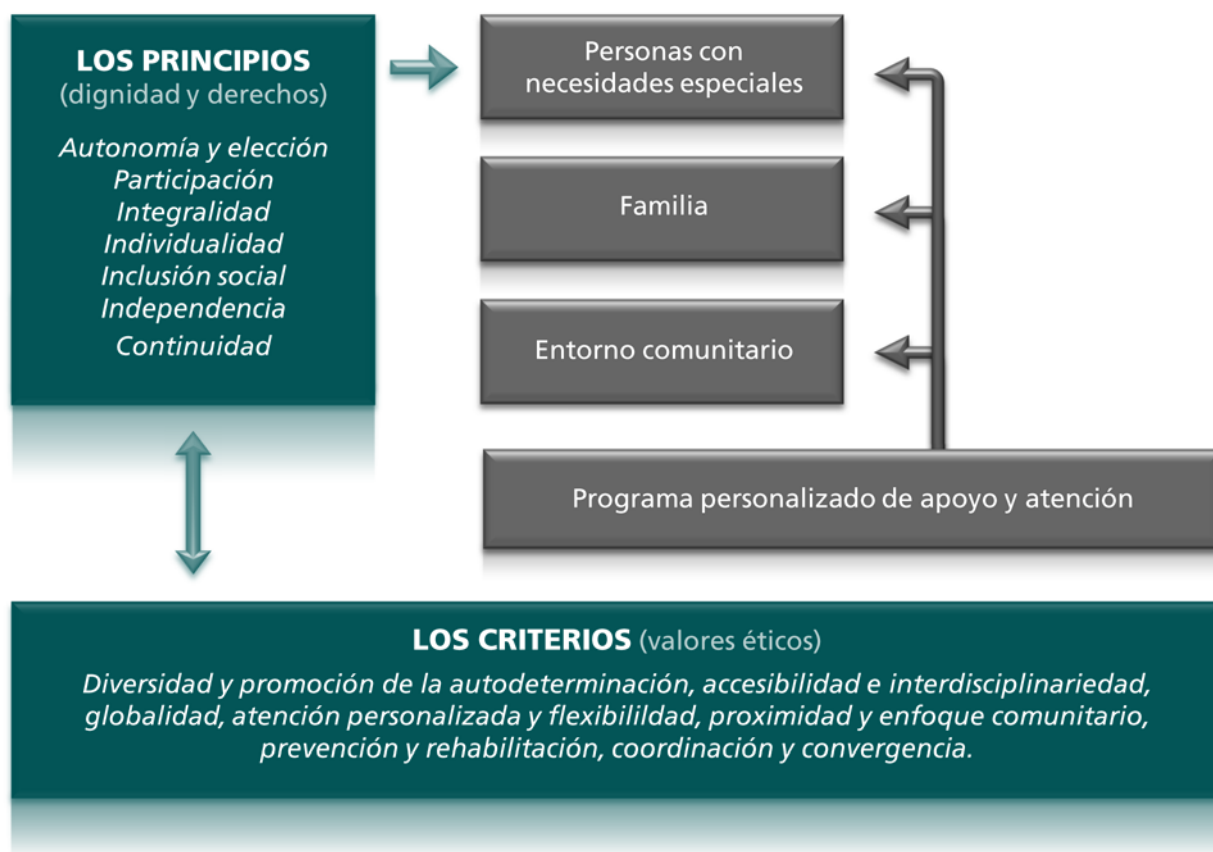 LOS PRINCIPIOS
(dignidad y derechos)
Autonomía y elección
Participación
Integralidad
Individualidad
Inclusión social
Independencia
Continuidad
Personas con
necesidades especiales
Familia
Entorno comunitario
Programa personalizado de apoyo y atención
LOS CRITERIOS (valores éticos)
Diversidad y promoción de la autodeterminación, accesibilidad e interdisciplinariedad,
globalidad, atención personalizada y flexibilildad, proximidad y enfoque comunitario,
prevención y rehabilitación, coordinación y convergencia.